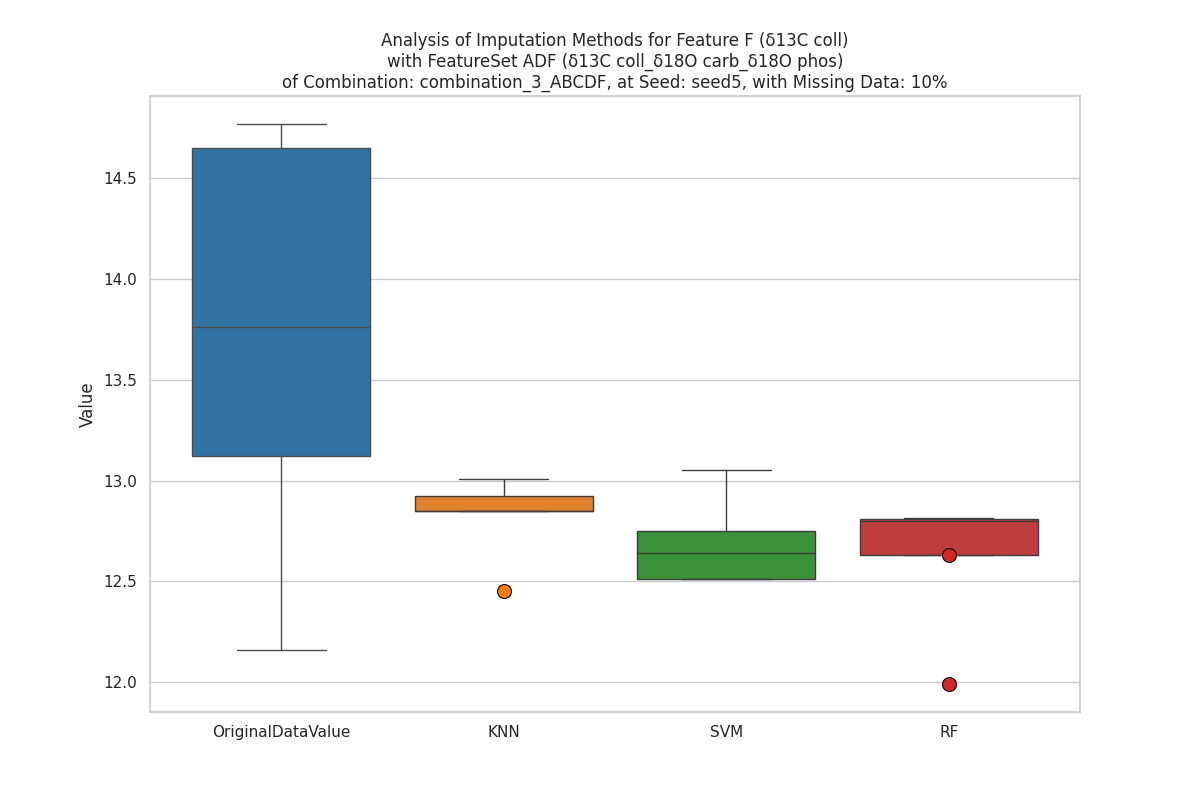 Analysis of Imputation Methods for Feature F (δ13C coll)
with FeatureSet ADF (δ13C coll_δ18O carb_δ18O phos)
of Combination: combination_3_ABCDF, at Seed: seed5, with Missing Data: 10%
14.5
14.0
13.5
13.0
12.5
12.0
Value
OriginalDataValue
KNN
SVM
RF